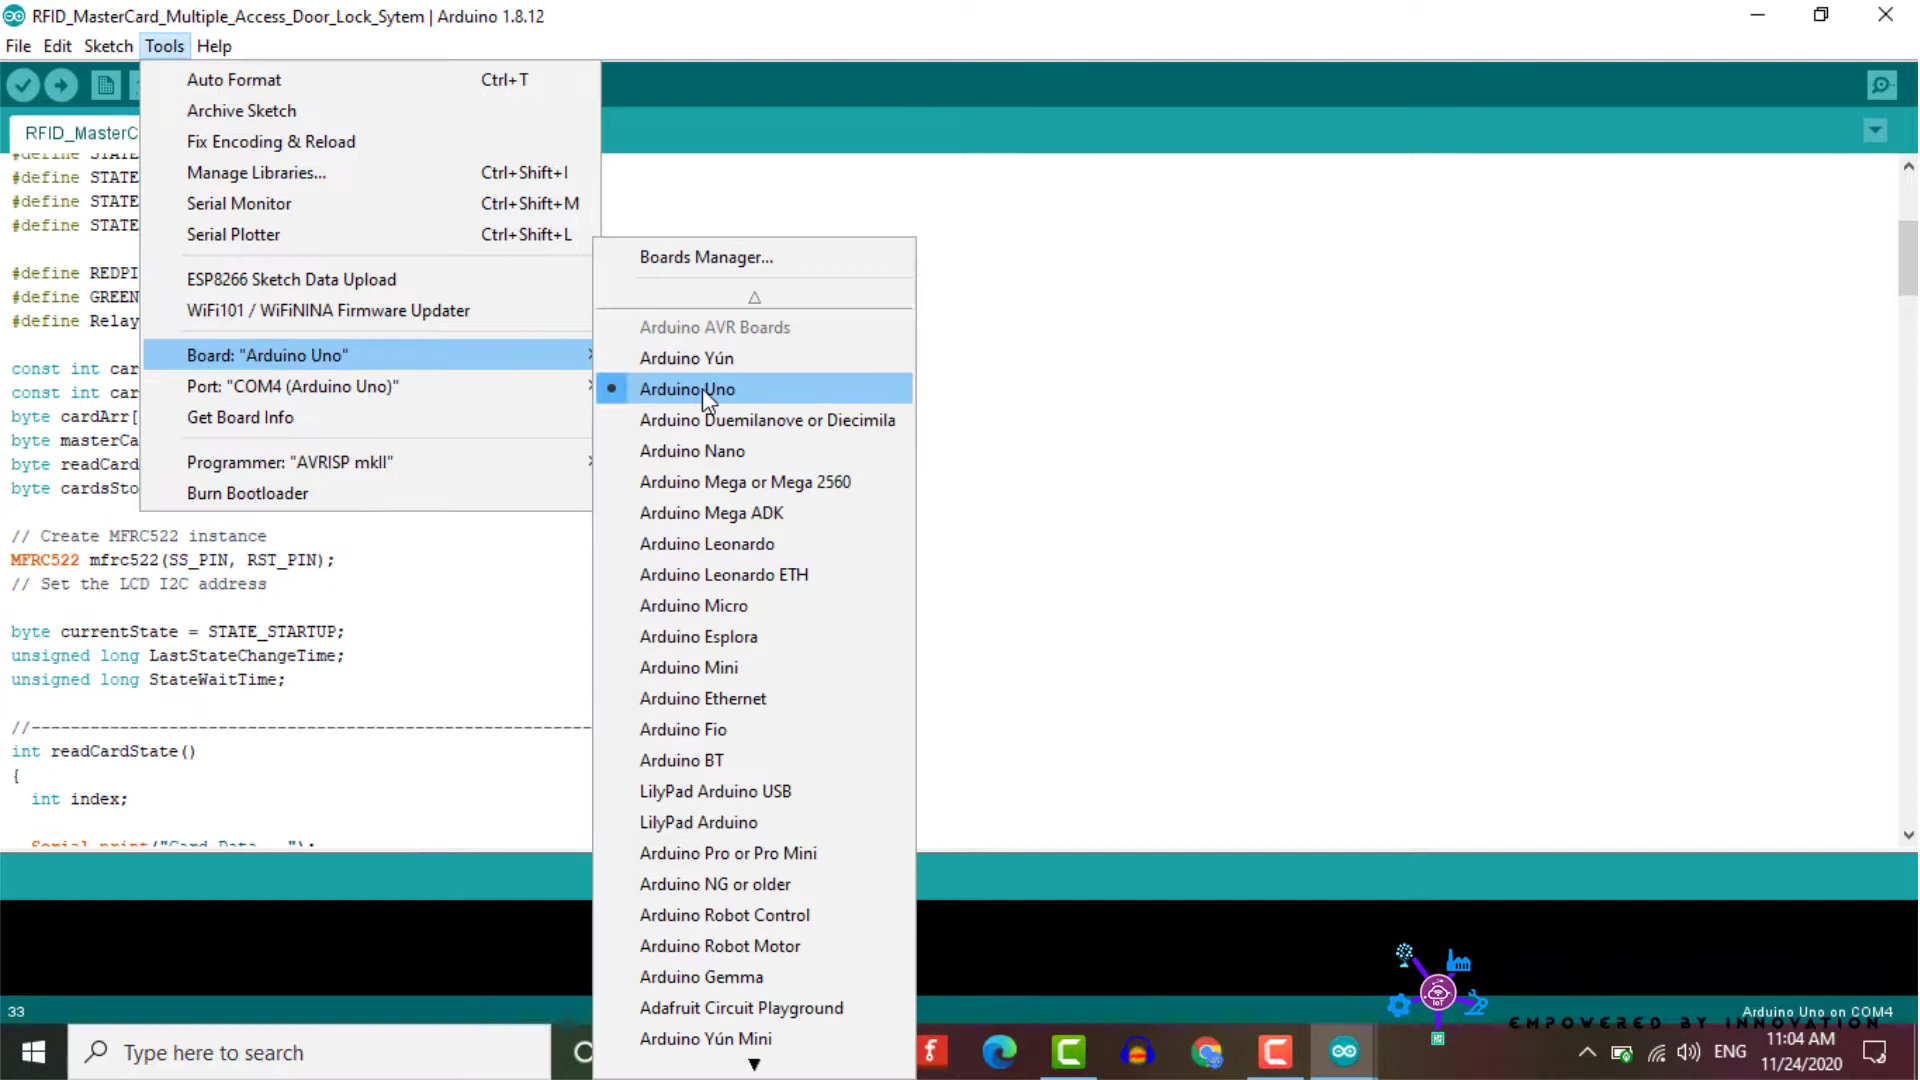 RFID_MasterCard_Multiple_Access_Door_Lock_Sytem | Arduino 1.8.12
File Edit Sketch Tools Help
RFID_MasterC
#define STATE
#define STATE
#define STATE
#define STATE
#define REDPI
#define GREEN
#define Relay
const int car
const int car
byte cardArr[
byte masterCa
byte readCard
byte cardsSto
// Create MFRC522 instance
MFRC522 mfrc522(SS_PIN, RST_PIN);
// Set the LCD I2C address
byte currentState = STATE_STARTUP;
unsigned long LastStateChangeTime;
unsigned long StateWaitTime;
//----------------------------------------------------------
int readCardState()
{
int index;
Serial.print("Card Data - ");
Auto Format Ctrl+T
Archive Sketch
Fix Encoding & Reload
Manage Libraries... Ctrl+Shift+I
Serial Monitor Ctrl+Shift+M
Serial Plotter Ctrl+Shift+L
ESP8266 Sketch Data Upload
WiFi101 / WiFiNINA Firmware Updater
Board: "Arduino Uno"
Port: "COM4 (Arduino Uno)"
Get Board Info
Programmer: "AVRISP mkII"
Burn Bootloader
Boards Manager...
Arduino AVR Boards
Arduino Yún
Arduino Uno
Arduino Duemilanove or Diecimila
Arduino Nano
Arduino Mega or Mega 2560
Arduino Mega ADK
Arduino Leonardo
Arduino Leonardo ETH
Arduino Micro
Arduino Esplora
Arduino Mini
Arduino Ethernet
Arduino Fio
Arduino BT
LilyPad Arduino USB
LilyPad Arduino
Arduino Pro or Pro Mini
Arduino NG or older
Arduino Robot Control
Arduino Robot Motor
Arduino Gemma
Adafruit Circuit Playground
Arduino Yún Mini
IoT
33
Arduino Uno on COM4
EMPOWERED BY INNOVATION
Type here to search
ENG
11:04 AM
11/24/2020